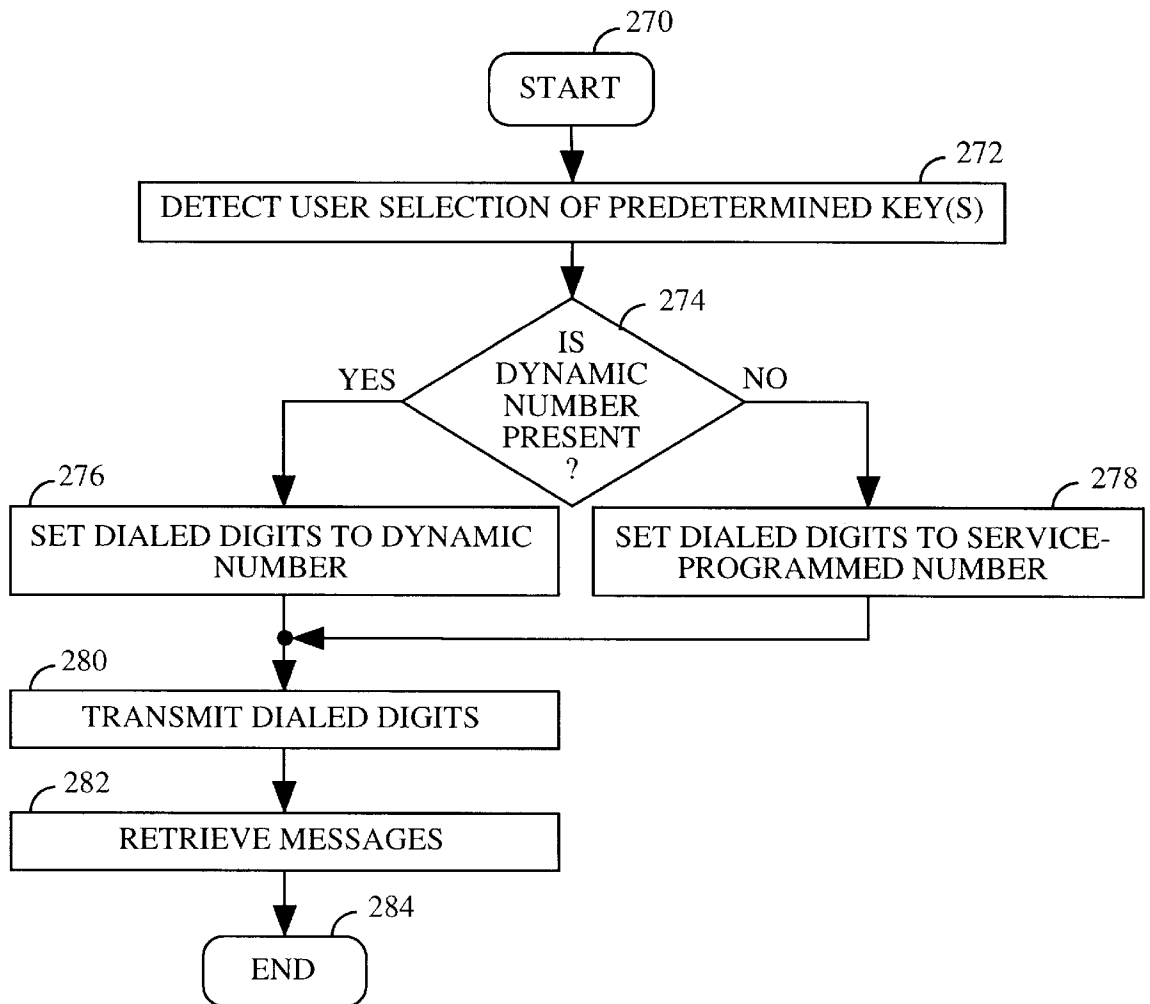 270
START
272
DETECT USER SELECTION OF PREDETERMINED KEY(S)
274
IS
DYNAMIC
NUMBER
PRESENT
?
YES
NO
276
SET DIALED DIGITS TO DYNAMIC
NUMBER
278
SET DIALED DIGITS TO SERVICE-
PROGRAMMED NUMBER
280
TRANSMIT DIALED DIGITS
282
RETRIEVE MESSAGES
284
END